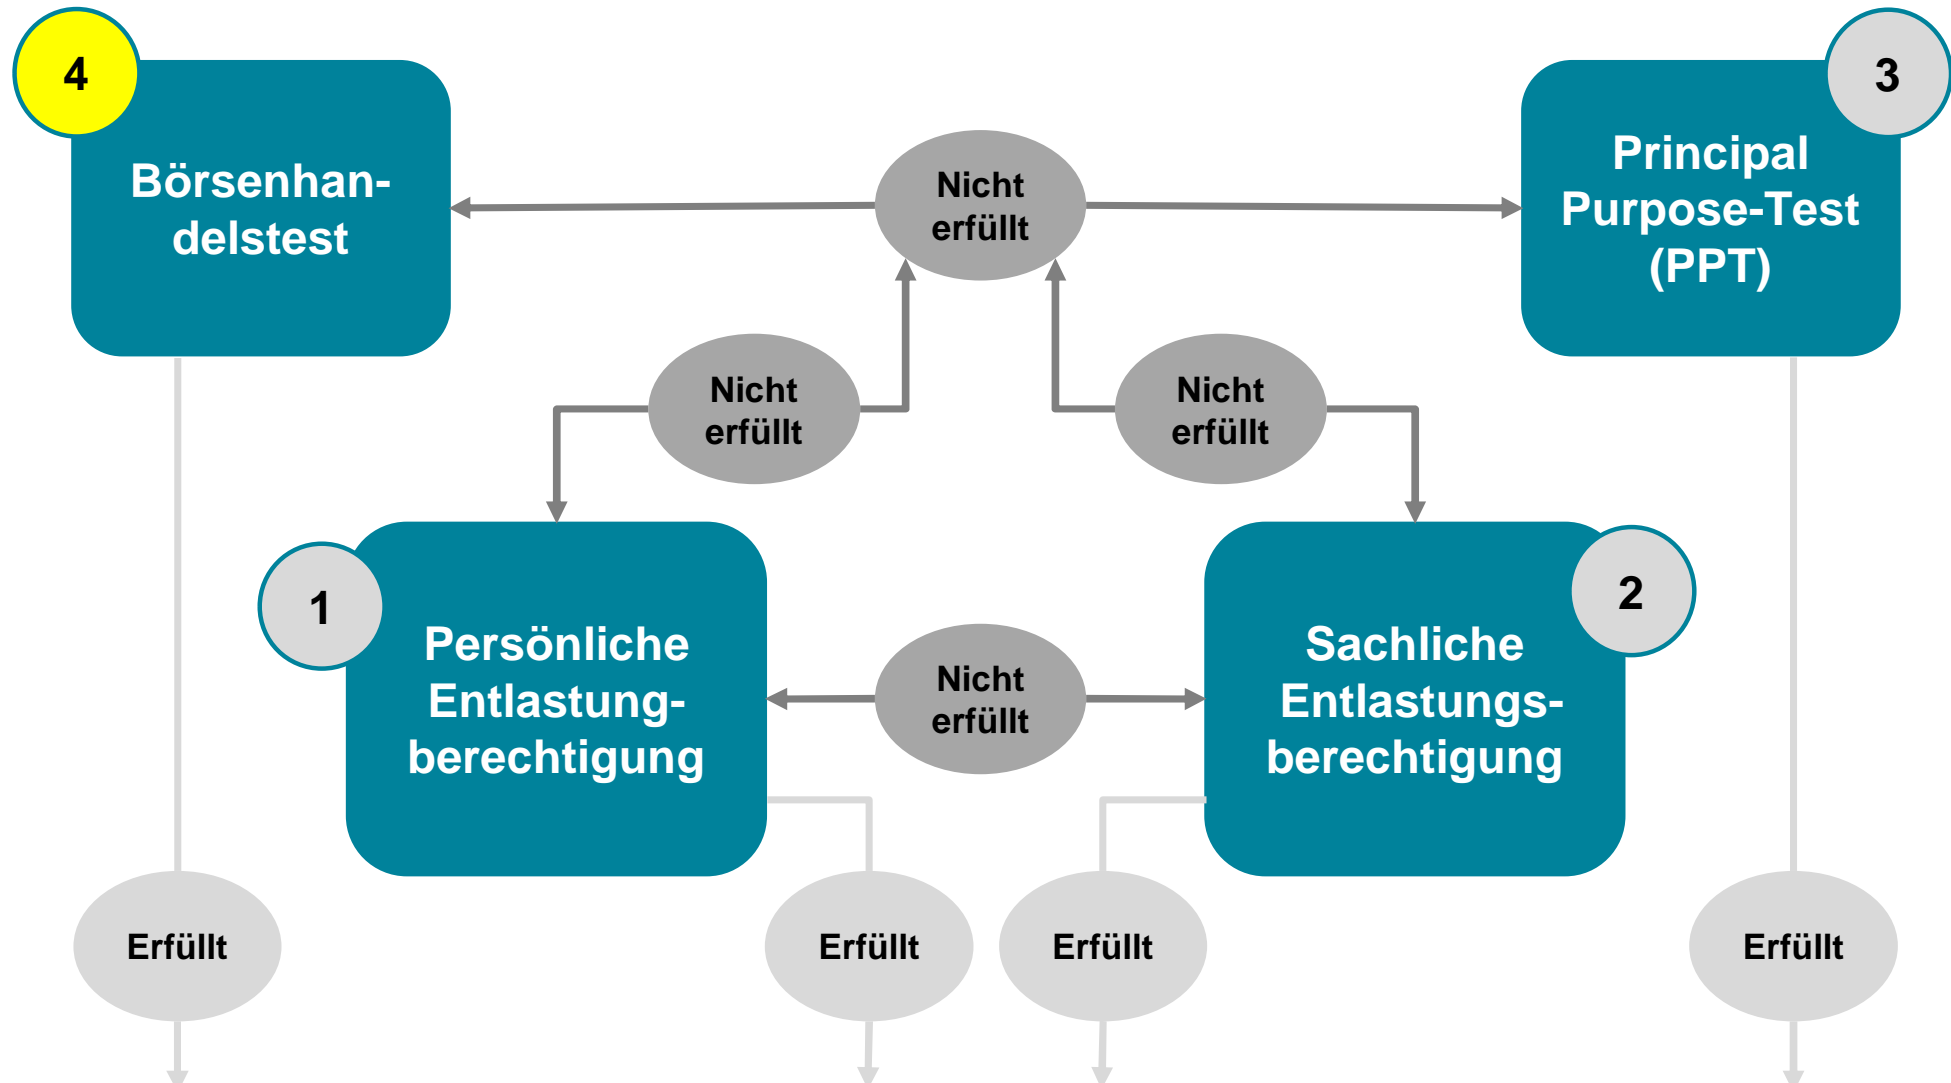 4
3
Börsenhan-
delstest
Nicht
erfüllt
Principal
Purpose-Test
(PPT)
Nicht
erfüllt
Nicht
erfüllt
1
2
Persönliche
Entlastung-
berechtigung
Nicht
erfüllt
Sachliche
Entlastungs-
berechtigung
Erfüllt
Erfüllt
Erfüllt
Erfüllt